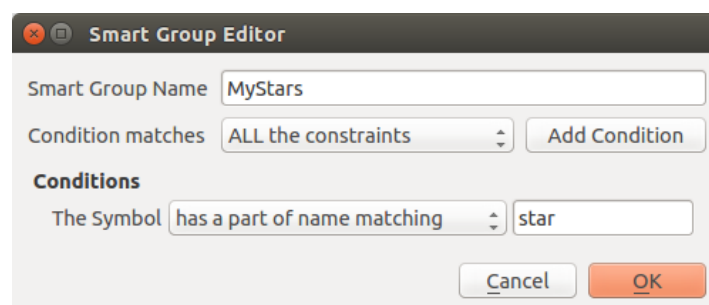 Smart Group Editor
Smart Group Name MyStars
Condition matches ALL the constraints Add Condition
Conditions
The Symbol has a part of name matching star
Cancel OK